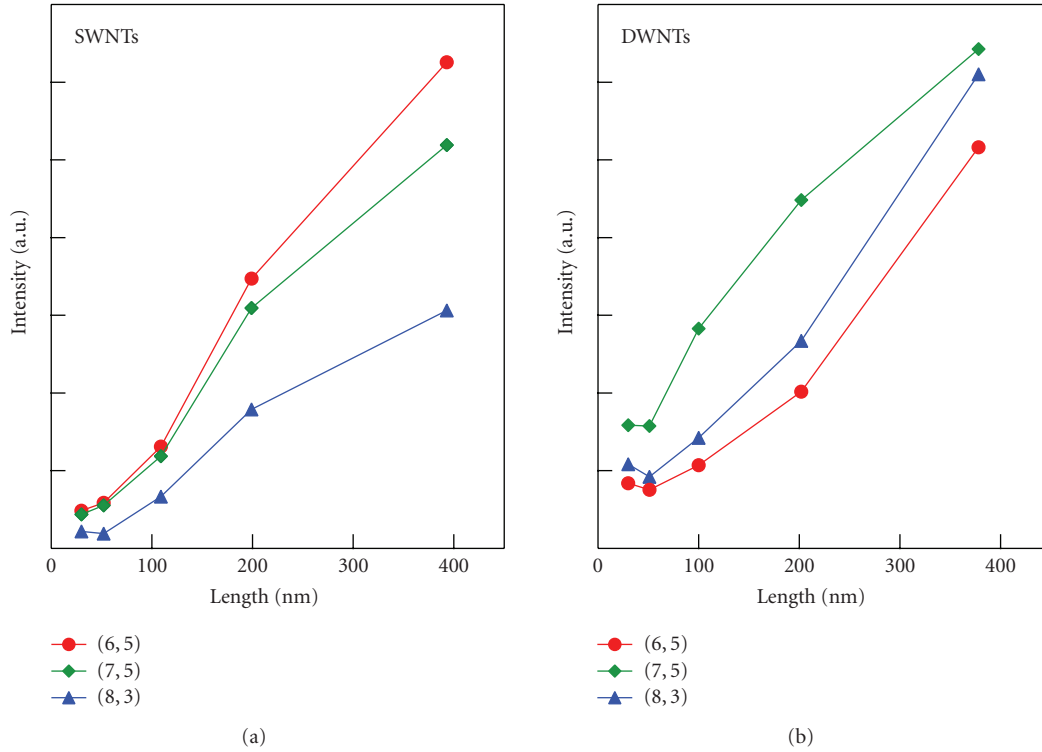 SWNTs
Intensity (a.u.)
0 100 200 300 400
Length (nm)
(6, 5)
(7, 5)
(8, 3)
(a)
DWNTs
Intensity (a.u.)
0 100 200 300 400
Length (nm)
(6, 5)
(7, 5)
(8, 3)
(b)